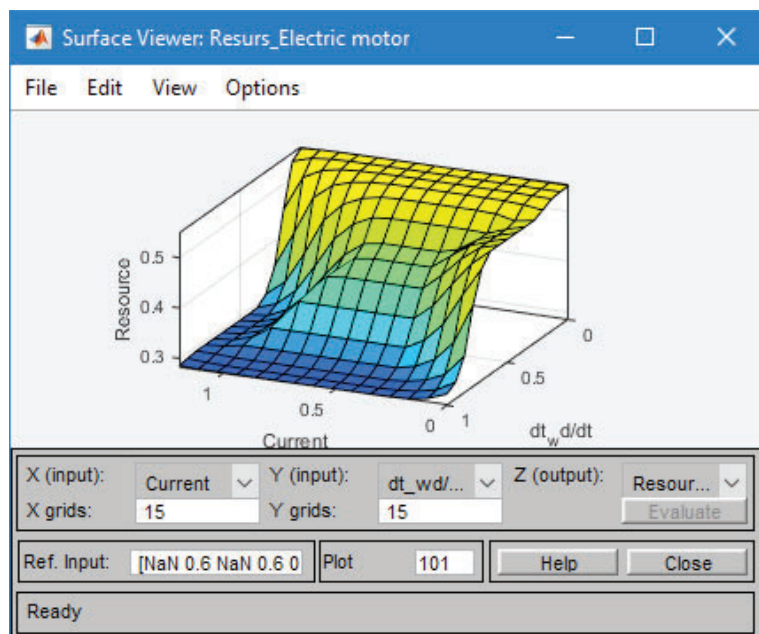 Surface Viewer: Resurs_Electric motor
File Edit View Options
0.5
0.4
0.3
Resource
1
0.5
0
Current
0
0.5
1
dt_wd/dt
X (input): Current Y (input): dt_wd/... Z (output): Resour...
X grids: 15 Y grids: 15 Evaluate
Ref. Input: [NaN 0.6 NaN 0.6 0 Plot 101 Help Close
Ready